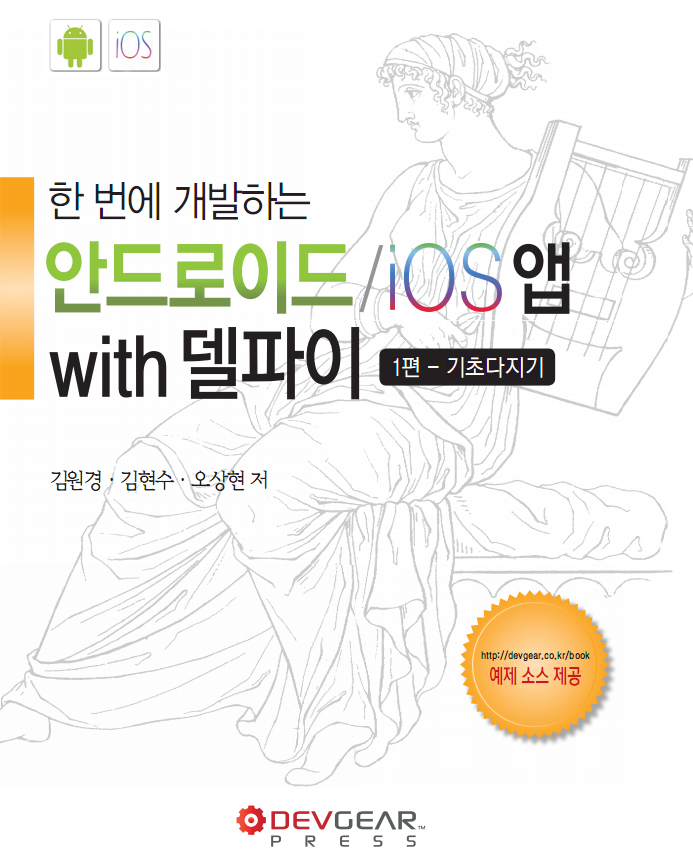 iOS
한 번에 개발하는
안드로이드/iOS 앱
with 델파이 1편 - 기초다지기
김원경 · 김현수 · 오상현 저
http://devgear.co.kr/book
예제 소스 제공
DEVGEAR™
PRESS